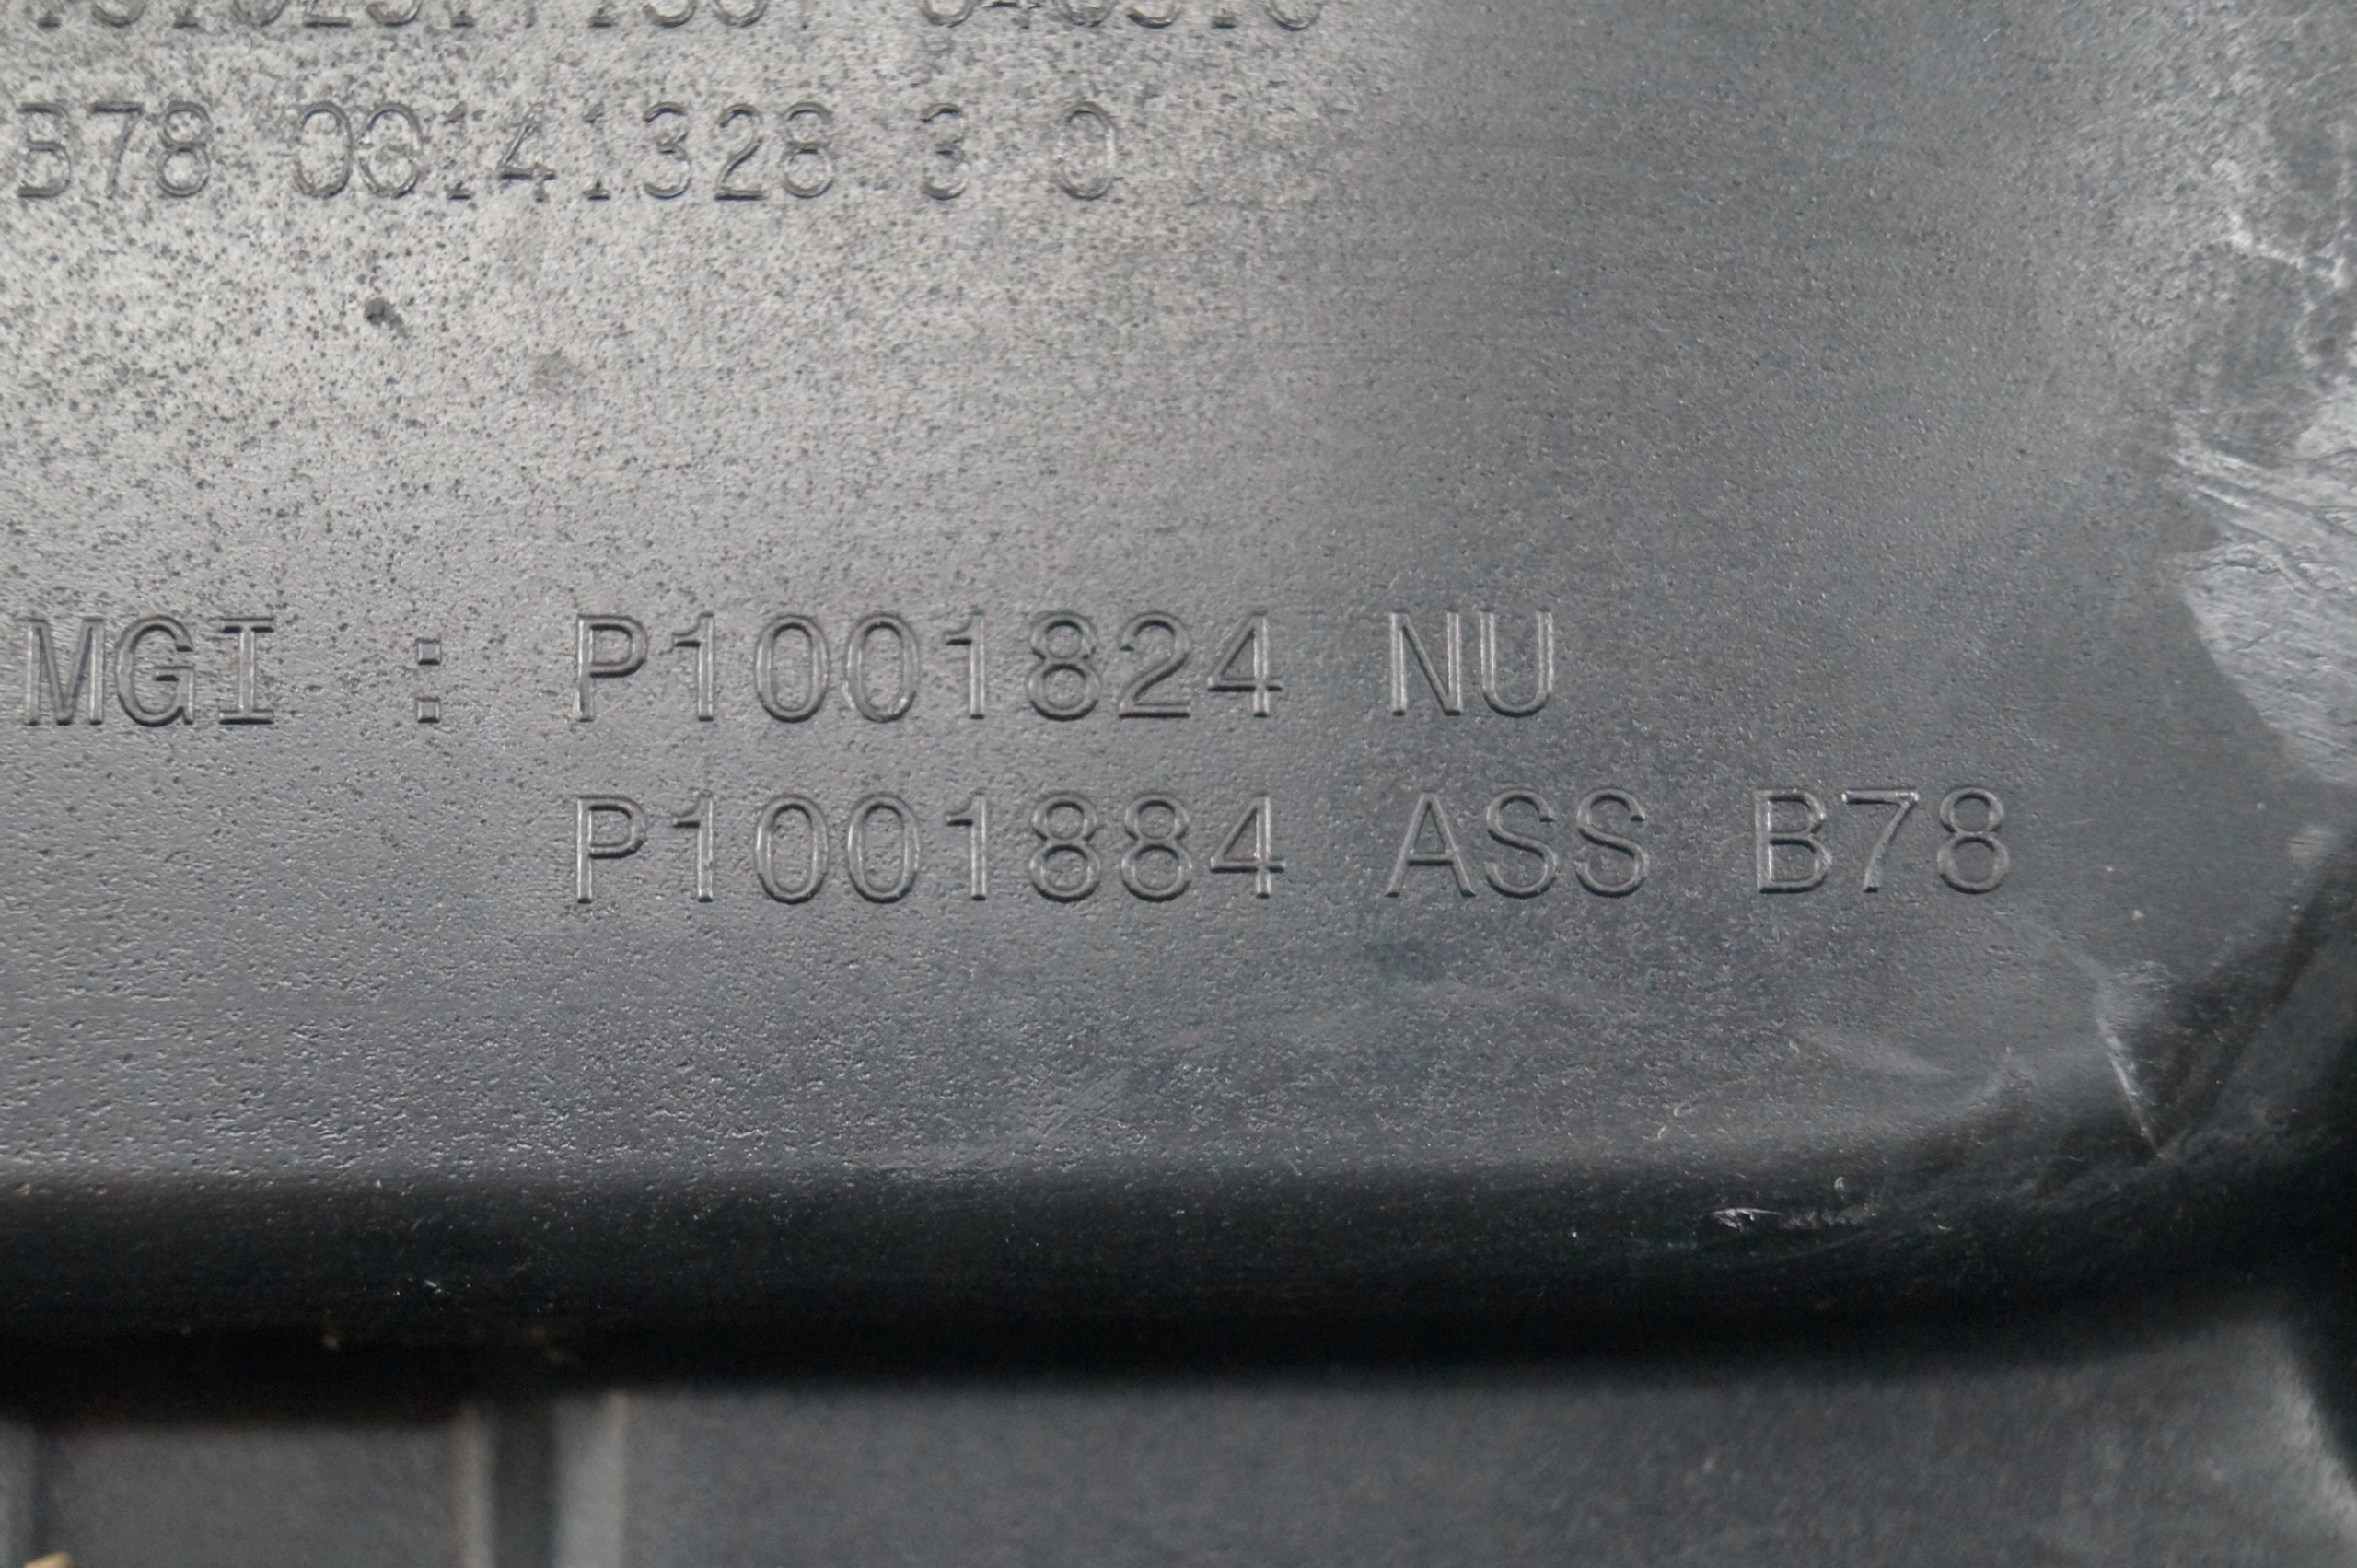 B78 00141328 3 0
MGI : P1001824 NU
P1001884 ASS B78